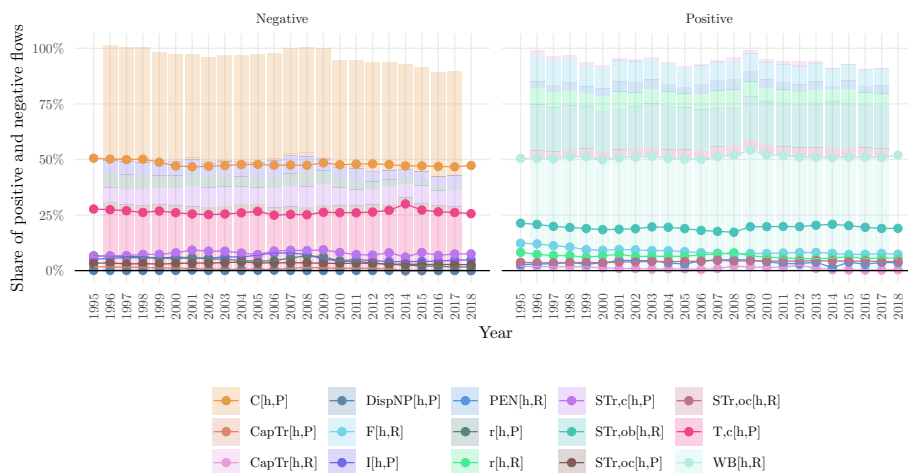 Negative
Positive
Share of positive and negative flows
100%
75%
50%
25%
0%
1995 1996 1997 1998 1999 2000 2001 2002 2003 2004 2005 2006 2007 2008 2009 2010 2011 2012 2013 2014 2015 2016 2017 2018
1995 1996 1997 1998 1999 2000 2001 2002 2003 2004 2005 2006 2007 2008 2009 2010 2011 2012 2013 2014 2015 2016 2017 2018
Year
C[h,P] DispNP[h,P] PEN[h,R] STr,c[h,P] STr,oc[h,R]
CapTr[h,P] F[h,R] r[h,P] STr,ob[h,R] T,c[h,P]
CapTr[h,R] I[h,P] r[h,R] STr,oc[h,P] WB[h,R]